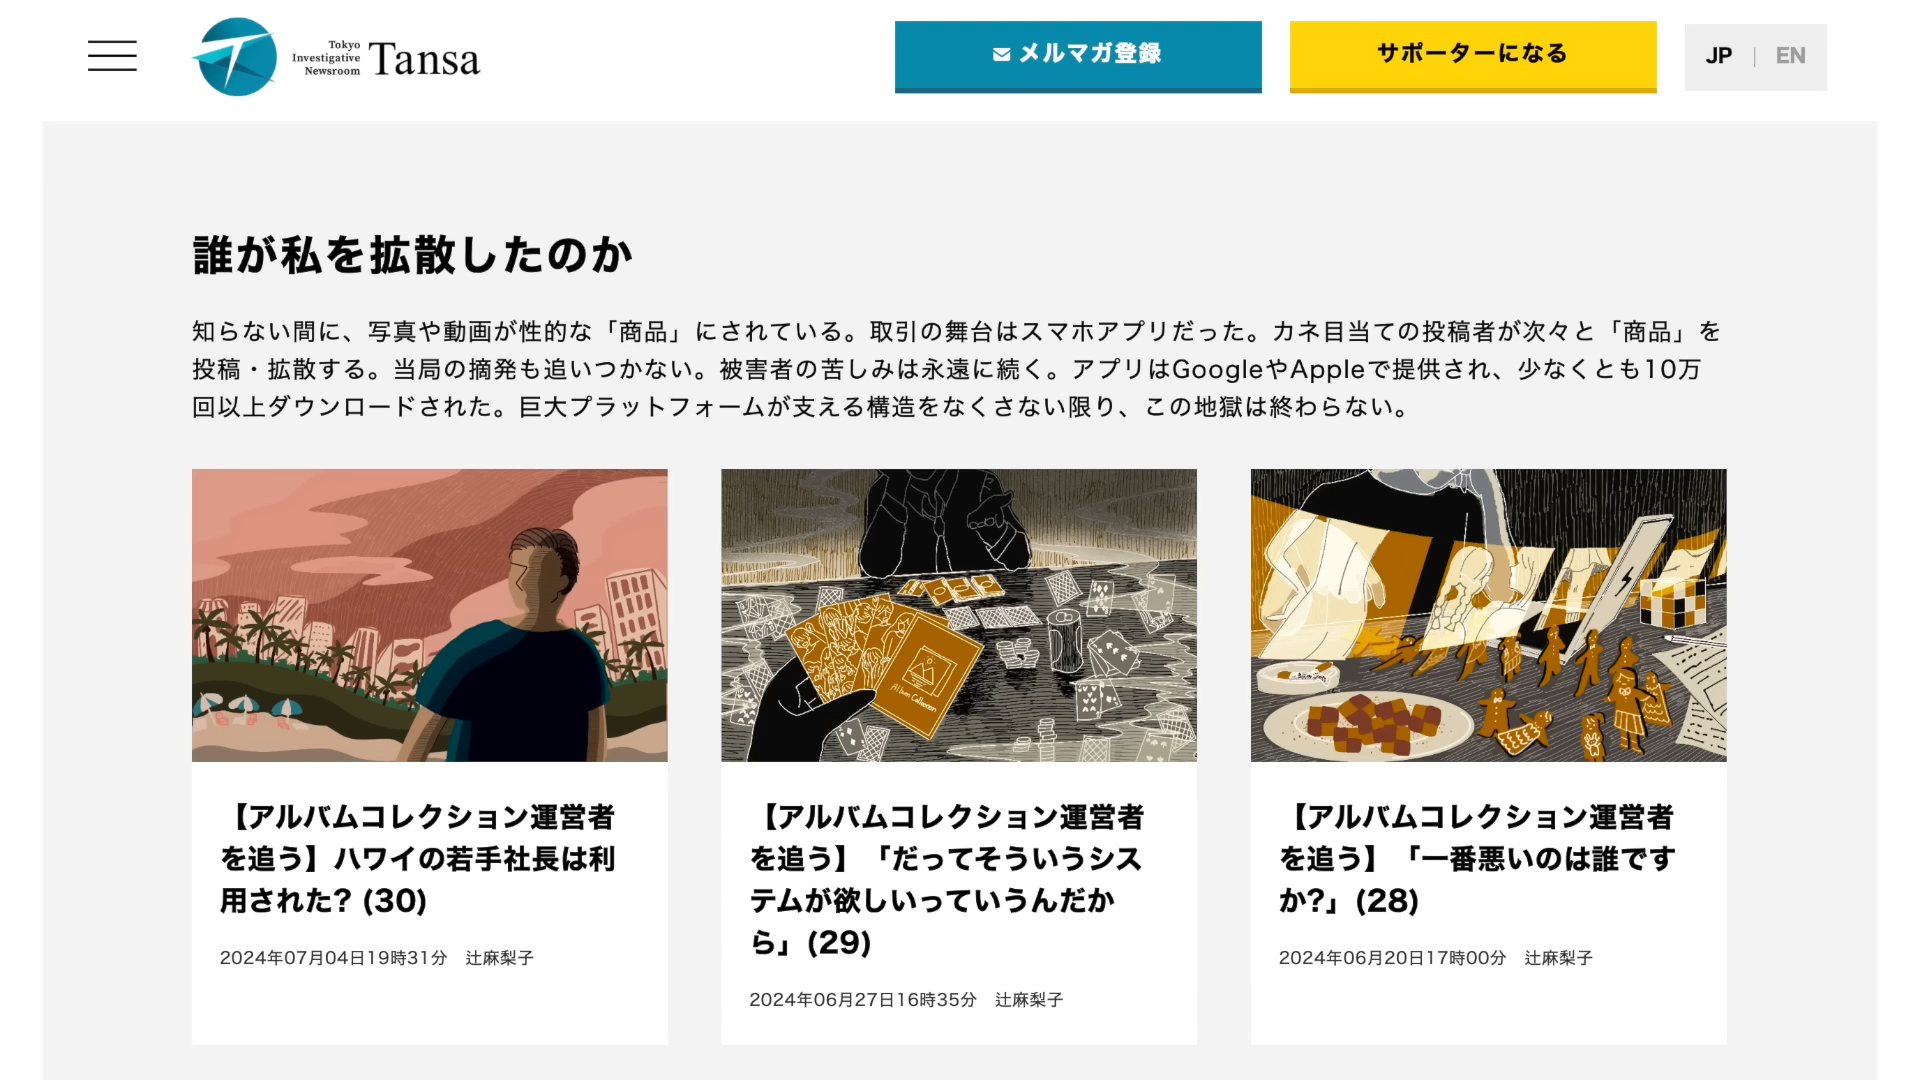 Tokyo
Investigative
Newsroom
Tansa
メルマガ登録
サポーターになる
JP | EN
誰が私を拡散したのか
知らない間に、写真や動画が性的な「商品」にされている。取引の舞台はスマホアプリだった。カネ目当ての投稿者が次々と「商品」を
投稿・拡散する。当局の摘発も追いつかない。被害者の苦しみは永遠に続く。アプリはGoogleやAppleで提供され、少なくとも10万
回以上ダウンロードされた。巨大プラットフォームが支える構造をなくさない限り、この地獄は終わらない。
Album Collection
【アルバムコレクション運営者
を追う】ハワイの若手社長は利
用された? (30)
2024年07月04日19時31分 辻麻梨子
【アルバムコレクション運営者
を追う】「だってそういうシス
テムが欲しいっていうんだか
ら」(29)
2024年06月27日16時35分 辻麻梨子
【アルバムコレクション運営者
を追う】「一番悪いのは誰です
か?」(28)
2024年06月20日17時00分 辻麻梨子